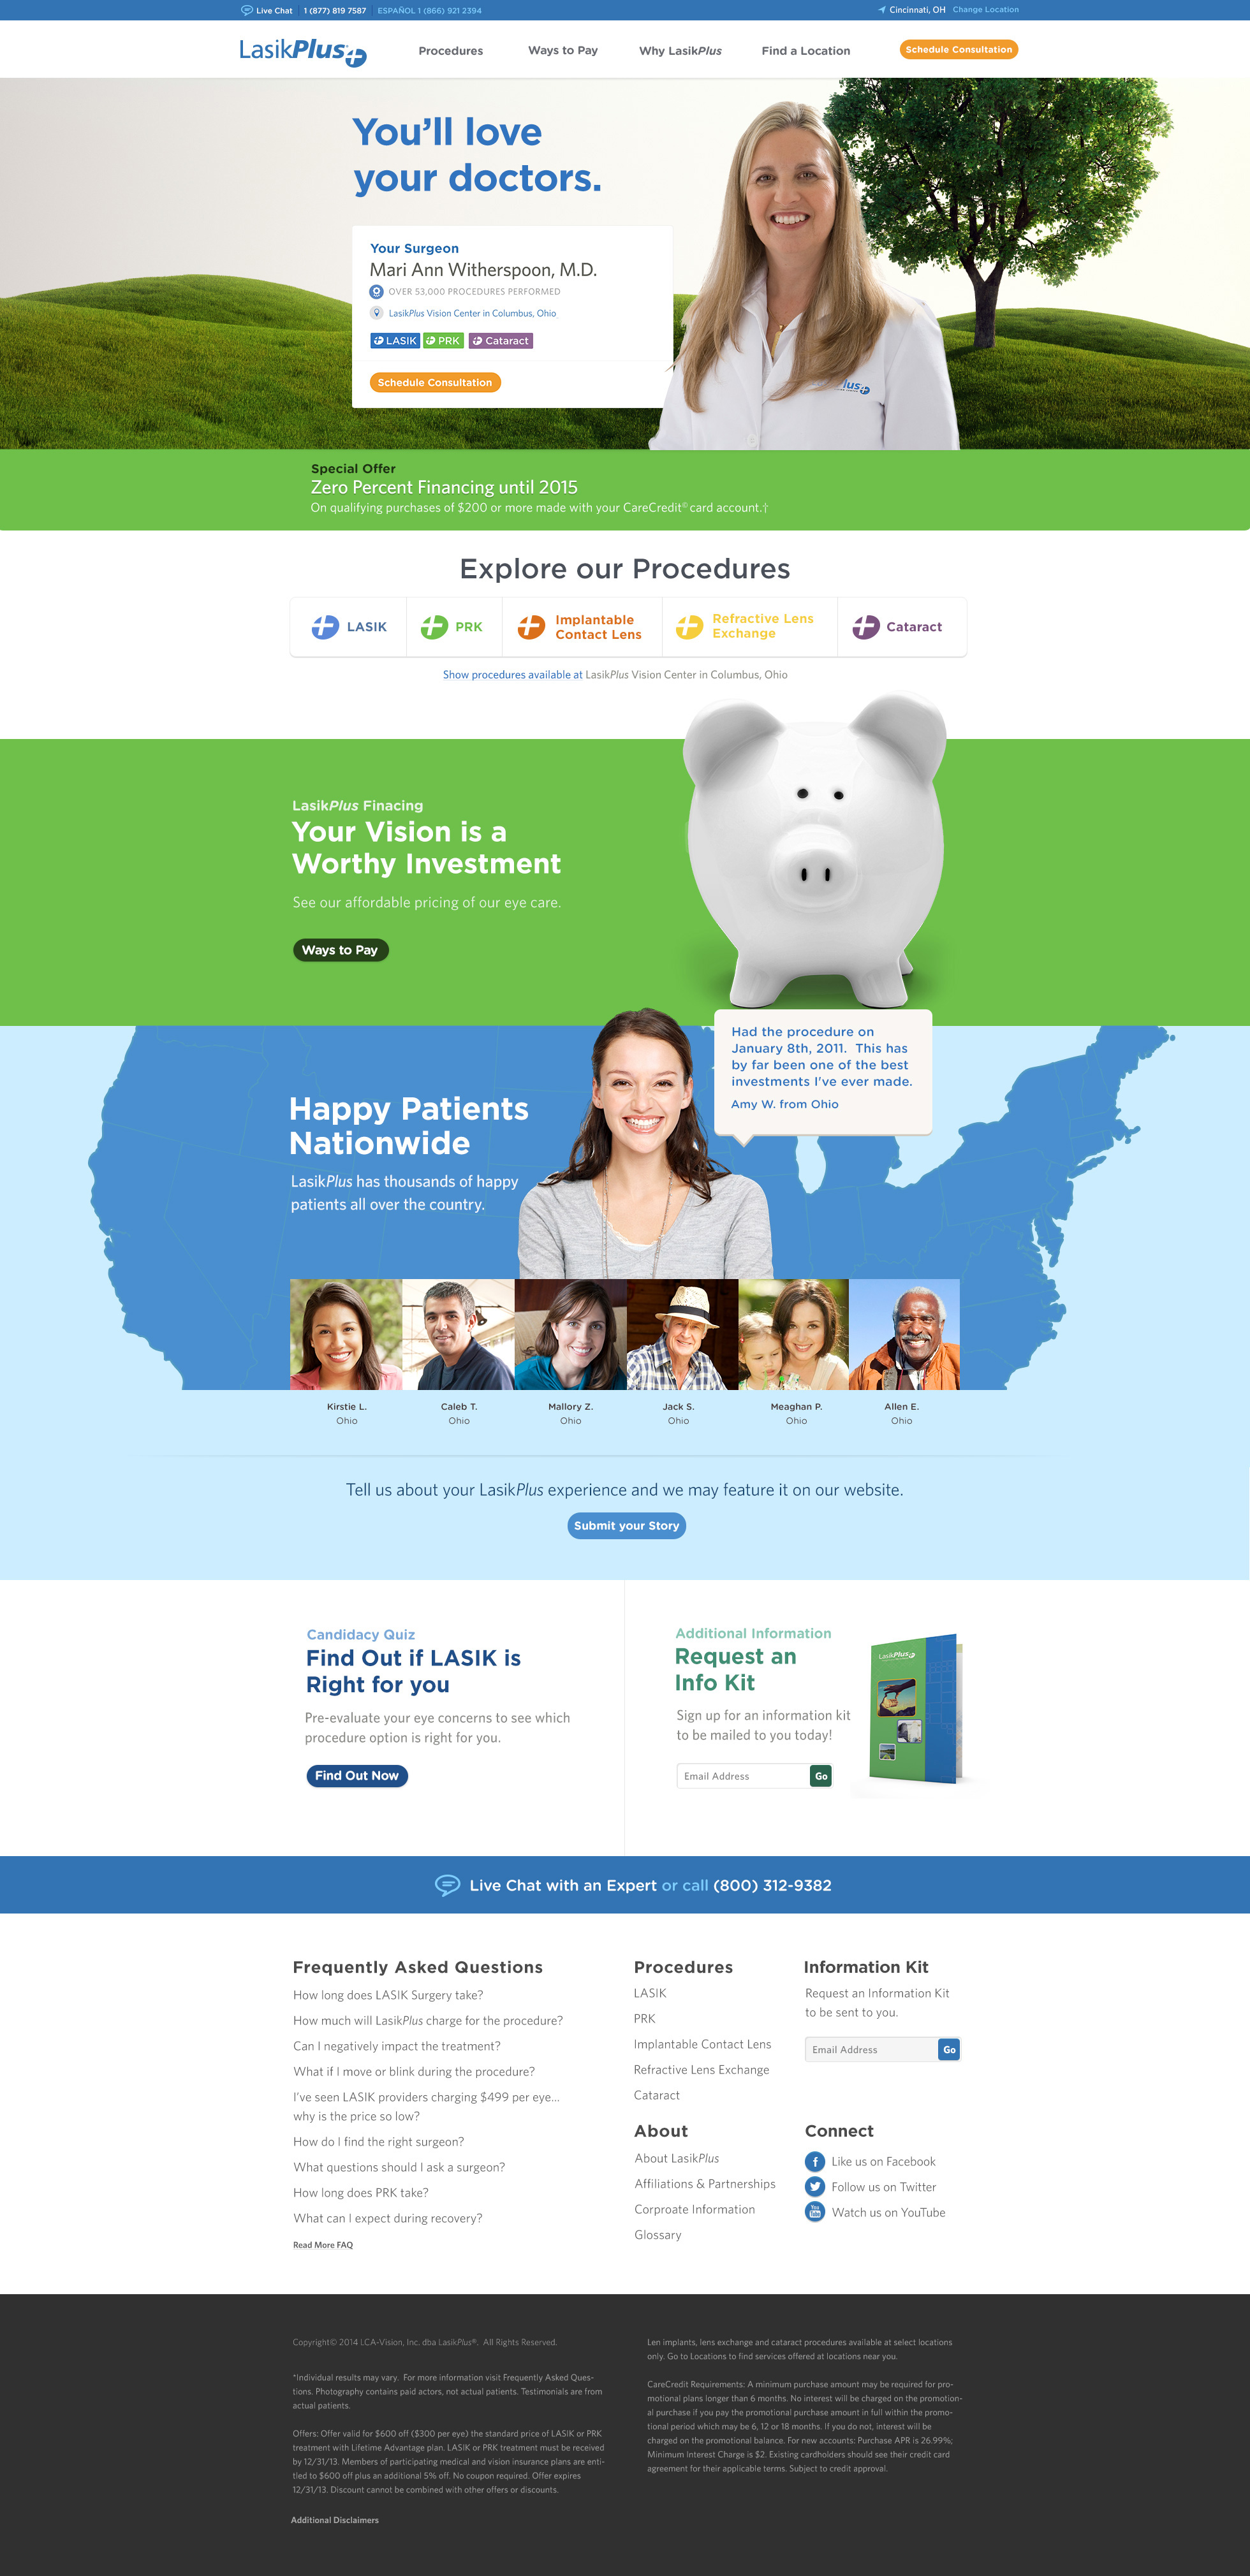 Live Chat 1 (877) 819 7587 ESPAÑOL 1 (866) 921 2394
Cincinnati, OH Change Location
LasikPlus
Procedures Ways to Pay Why LasikPlus Find a Location Schedule Consultation
You’ll love
your doctors.
Your Surgeon
Mari Ann Witherspoon, M.D.
OVER 53,000 PROCEDURES PERFORMED
LasikPlus Vision Center in Columbus, Ohio
LASIK PRK Cataract
Schedule Consultation
Special Offer
Zero Percent Financing until 2015
On qualifying purchases of $200 or more made with your CareCredit® card account.†
Explore our Procedures
LASIK
PRK
Implantable
Contact Lens
Refractive Lens
Exchange
Cataract
Show procedures available at LasikPlus Vision Center in Columbus, Ohio
LasikPlus Finacing
Your Vision is a
Worthy Investment
See our affordable pricing of our eye care.
Ways to Pay
Had the procedure on
January 8th, 2011. This has
by far been one of the best
investments I've ever made.
Amy W. from Ohio
Happy Patients
Nationwide
LasikPlus has thousands of happy
patients all over the country.
Kirstie L. Caleb T. Mallory Z. Jack S. Meaghan P. Allen E.
Ohio Ohio Ohio Ohio Ohio Ohio
Tell us about your LasikPlus experience and we may feature it on our website.
Submit your Story
Candidacy Quiz
Find Out if LASIK is
Right for you
Pre-evaluate your eye concerns to see which
procedure option is right for you.
Find Out Now
Additional Information
Request an
Info Kit
Sign up for an information kit
to be mailed to you today!
Email Address Go
LasikPlus
Live Chat with an Expert or call (800) 312-9382
Frequently Asked Questions
How long does LASIK Surgery take?
How much will LasikPlus charge for the procedure?
Can I negatively impact the treatment?
What if I move or blink during the procedure?
I’ve seen LASIK providers charging $499 per eye...
why is the price so low?
How do I find the right surgeon?
What questions should I ask a surgeon?
How long does PRK take?
What can I expect during recovery?
Read More FAQ
Procedures
LASIK
PRK
Implantable Contact Lens
Refractive Lens Exchange
Cataract
About
About LasikPlus
Affiliations & Partnerships
Corproate Information
Glossary
Information Kit
Request an Information Kit
to be sent to you.
Email Address Go
Connect
Like us on Facebook
Follow us on Twitter
Watch us on YouTube
Copyright© 2014 LCA-Vision, Inc. dba LasikPlus®. All Rights Reserved.
*Individual results may vary. For more information visit Frequently Asked Ques-
tions. Photography contains paid actors, not actual patients. Testimonials are from
actual patients.
Offers: Offer valid for $600 off ($300 per eye) the standard price of LASIK or PRK
treatment with Lifetime Advantage plan. LASIK or PRK treatment must be received
by 12/31/13. Members of participating medical and vision insurance plans are enti-
tled to $600 off plus an additional 5% off. No coupon required. Offer expires
12/31/13. Discount cannot be combined with other offers or discounts.
Additional Disclaimers
Len implants, lens exchange and cataract procedures available at select locations
only. Go to Locations to find services offered at locations near you.
CareCredit Requirements: A minimum purchase amount may be required for pro-
motional plans longer than 6 months. No interest will be charged on the promotion-
al purchase if you pay the promotional purchase amount in full within the promo-
tional period which may be 6, 12 or 18 months. If you do not, interest will be
charged on the promotional balance. For new accounts: Purchase APR is 26.99%;
Minimum Interest Charge is $2. Existing cardholders should see their credit card
agreement for their applicable terms. Subject to credit approval.